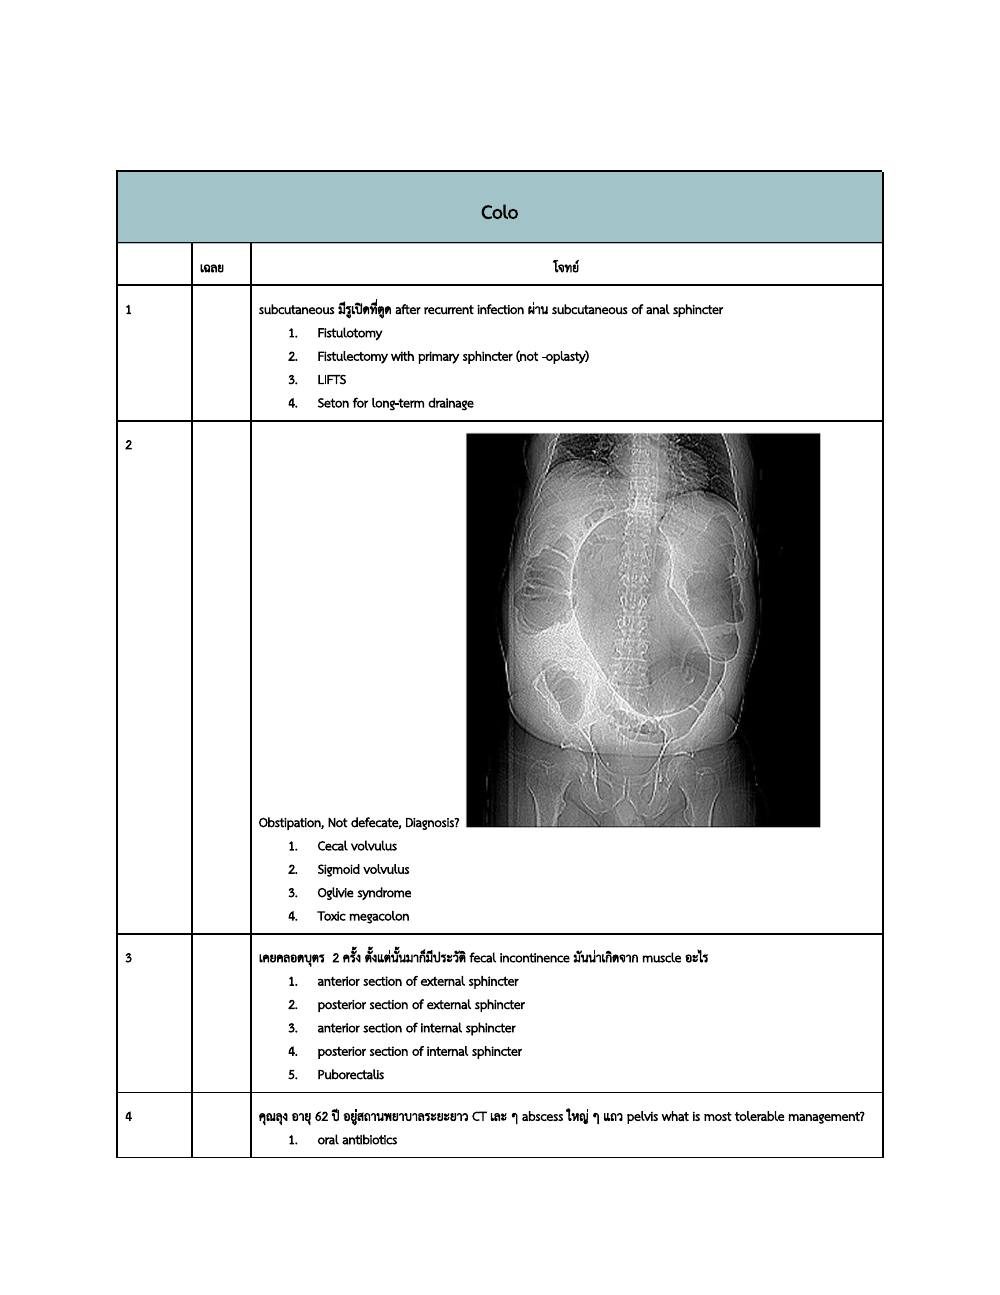 Colo
เฉลย โจทย์
1 subcutaneous มีรูเปิดที่ตูด after recurrent infection ผ่าน subcutaneous of anal sphincter
1. Fistulotomy
2. Fistulectomy with primary sphincter (not -oplasty)
3. LIFTS
4. Seton for long-term drainage
2
Obstipation, Not defecate, Diagnosis?
1. Cecal volvulus
2. Sigmoid volvulus
3. Oglivie syndrome
4. Toxic megacolon
3 เคยคลอดบุตร 2 ครั้ง ตั้งแต่นั้นมาก็มีประวัติ fecal incontinence มันน่าเกิดจาก muscle อะไร
1. anterior section of external sphincter
2. posterior section of external sphincter
3. anterior section of internal sphincter
4. posterior section of internal sphincter
5. Puborectalis
4 คุณลุง อายุ 62 ปี อยู่สถานพยาบาลระยะยาว CT เละ ๆ abscess ใหญ่ ๆ แถว pelvis what is most tolerable management?
1. oral antibiotics